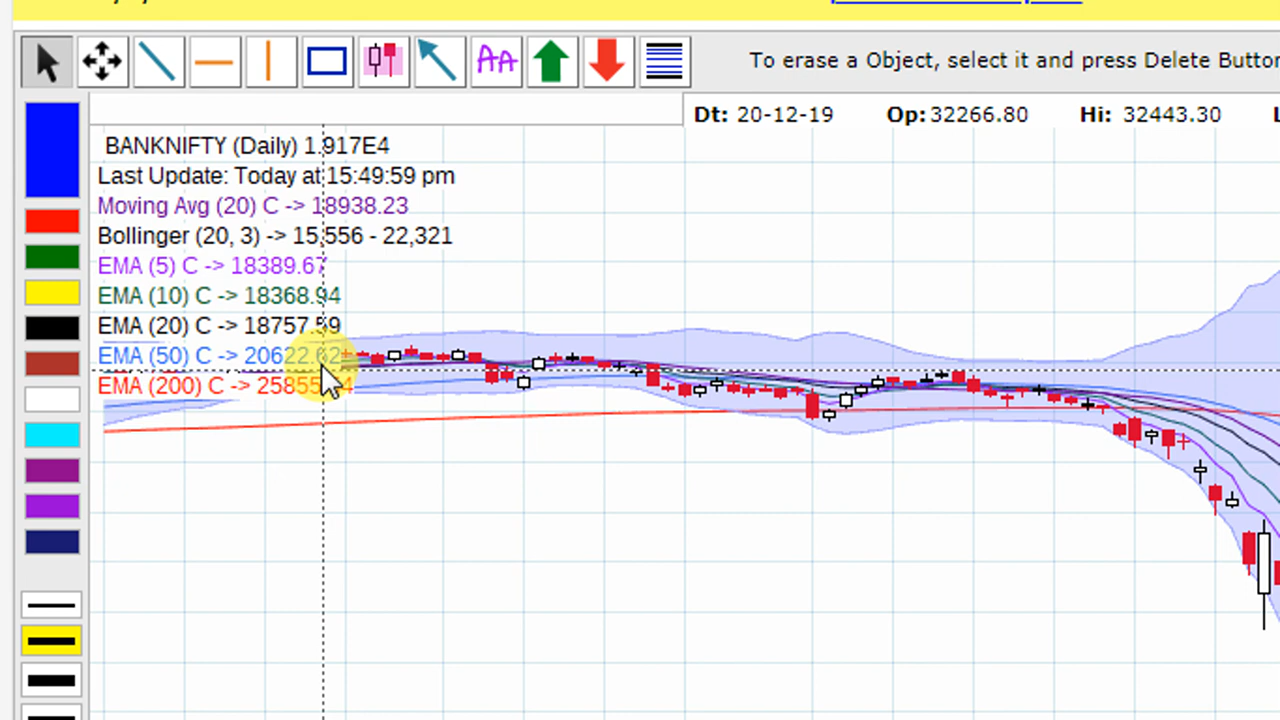 To erase a Object, select it and press Delete Button
AA
Dt: 20-12-19 Op: 32266.80 Hi: 32443.30
BANKNIFTY (Daily) 1.917E4
Last Update: Today at 15:49:59 pm
Moving Avg (20) C -> 18938.23
Bollinger (20, 3) -> 15,556 - 22,321
EMA (5) C -> 18389.67
EMA (10) C -> 18368.94
EMA (20) C -> 18757.59
EMA (50) C -> 20622.62
EMA (200) C ->